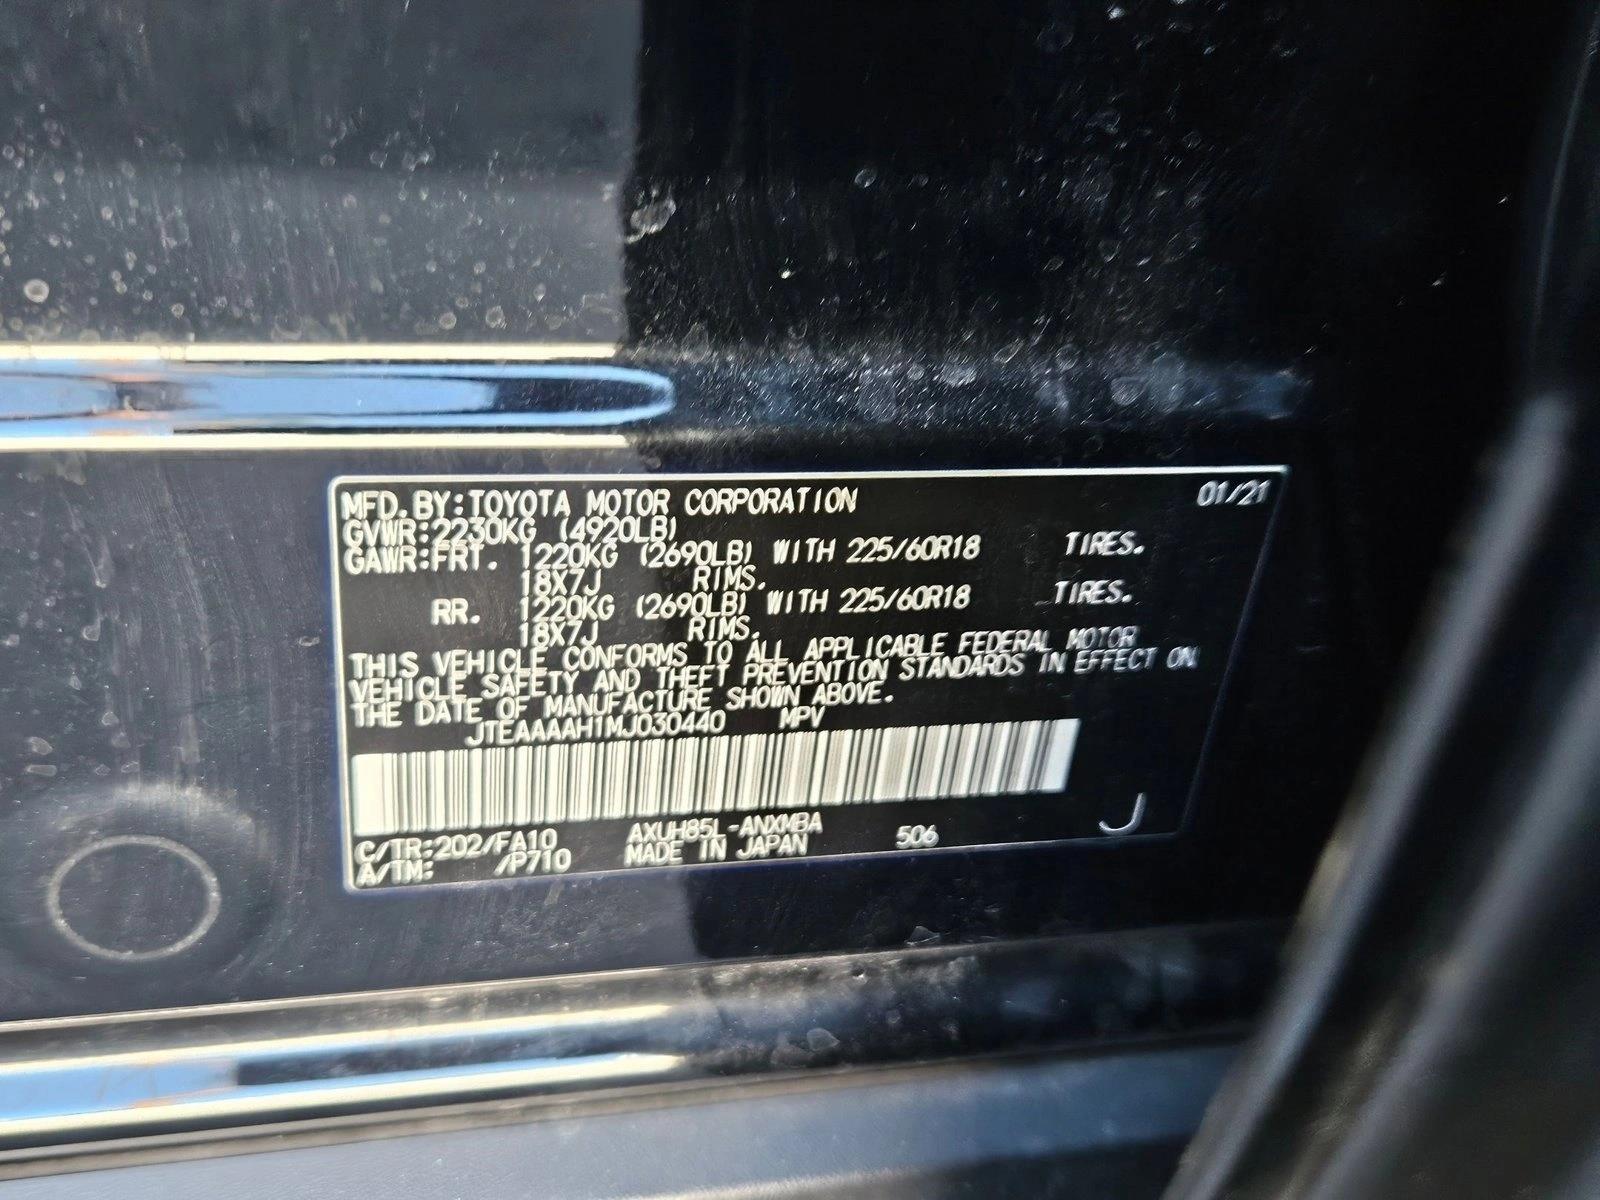 MFD.BY:TOYOTA MOTOR CORPORATION 01/21
GVWR:2230KG (4920LB)
GAWR:FRT. 1220KG (2690LB) WITH 225/60R18 TIRES.
18X7J RIMS.
RR. 1220KG (2690LB) WITH 225/60R18 TIRES.
18X7J RIMS.
THIS VEHICLE CONFORMS TO ALL APPLICABLE FEDERAL MOTOR
VEHICLE SAFETY AND THEFT PREVENTION STANDARDS IN EFFECT ON
THE DATE OF MANUFACTURE SHOWN ABOVE.
JTEAAAAH1MJ030440 MPV
C/TR:202/FA10 AXUH85L-ANXMBA 506 J
A/TM: /P710 MADE IN JAPAN